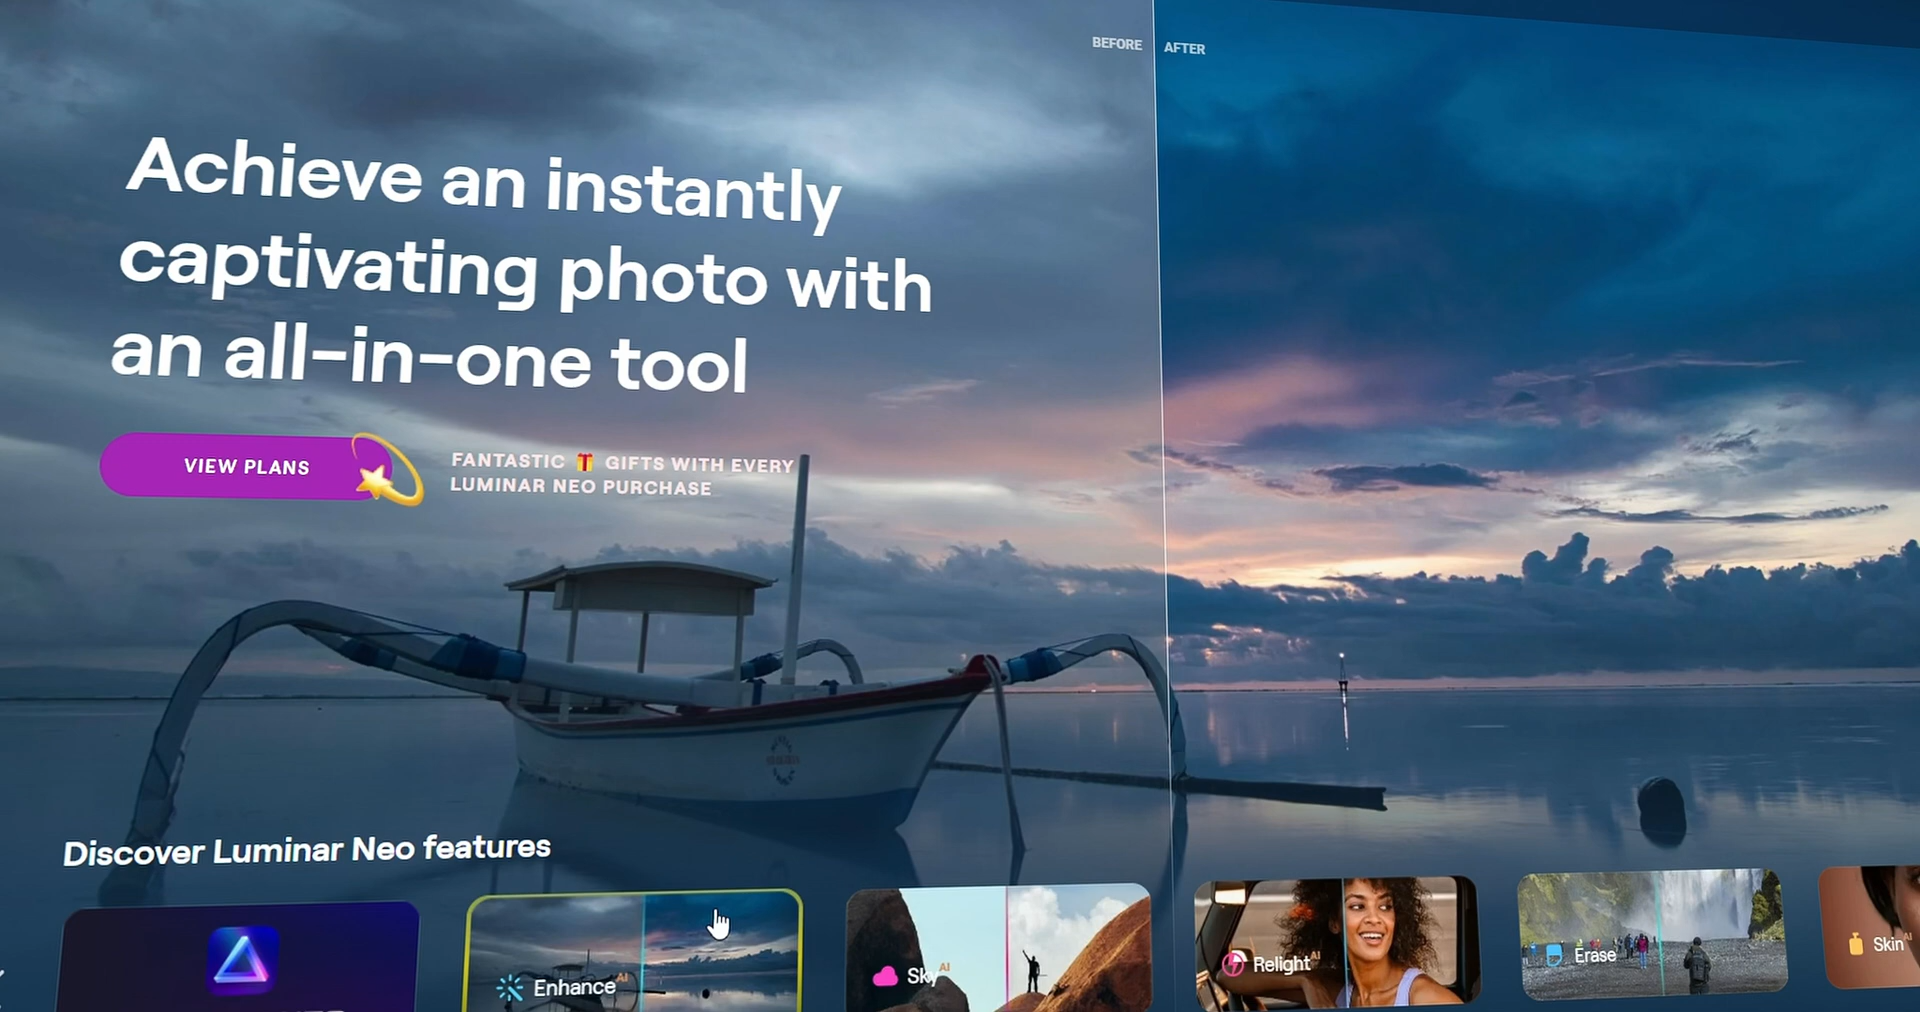 BEFORE
AFTER
Achieve an instantly
captivating photo with
an all-in-one tool
VIEW PLANS
FANTASTIC 🎁 GIFTS WITH EVERY
LUMINAR NEO PURCHASE
Discover Luminar Neo features
Enhance AI
Sky AI
Relight AI
Erase
Skin AI